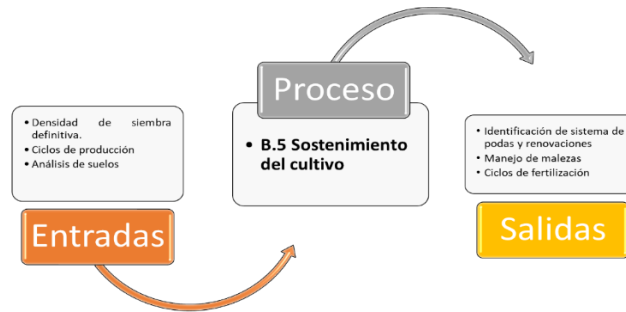 • Densidad de siembra
definitiva.
• Ciclos de producción
• Análisis de suelos
Entradas
Proceso
• B.5 Sostenimiento
del cultivo
• Identificación de sistema de
podas y renovaciones
• Manejo de malezas
• Ciclos de fertilización
Salidas